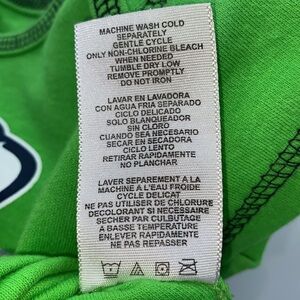 MACHINE WASH COLD
SEPARATELY
GENTLE CYCLE
ONLY NON-CHLORINE BLEACH
WHEN NEEDED
TUMBLE DRY LOW
REMOVE PROMPTLY
DO NOT IRON
LAVAR EN LAVADORA
CON AGUA FRIA SEPARADO
CICLO DELICADO
SOLO BLANQUEADOR
SIN CLORO
CUANDO SEA NECESARIO
SECAR EN SECADORA
CICLO LENTO
RETIRAR RAPIDAMENTE
NO PLANCHAR
LAVER SEPAREMENT A LA
MACHINE A L'EAU FROIDE
CYCLE DELICAT
NE PAS UTILISER DE CHLORURE
DECOLORANT SI NECESSAIRE
SECHER PAR CULBUTAGE
A BASSE TEMPERATURE
ENLEVER RAPIDEMENT
NE PAS REPASSER